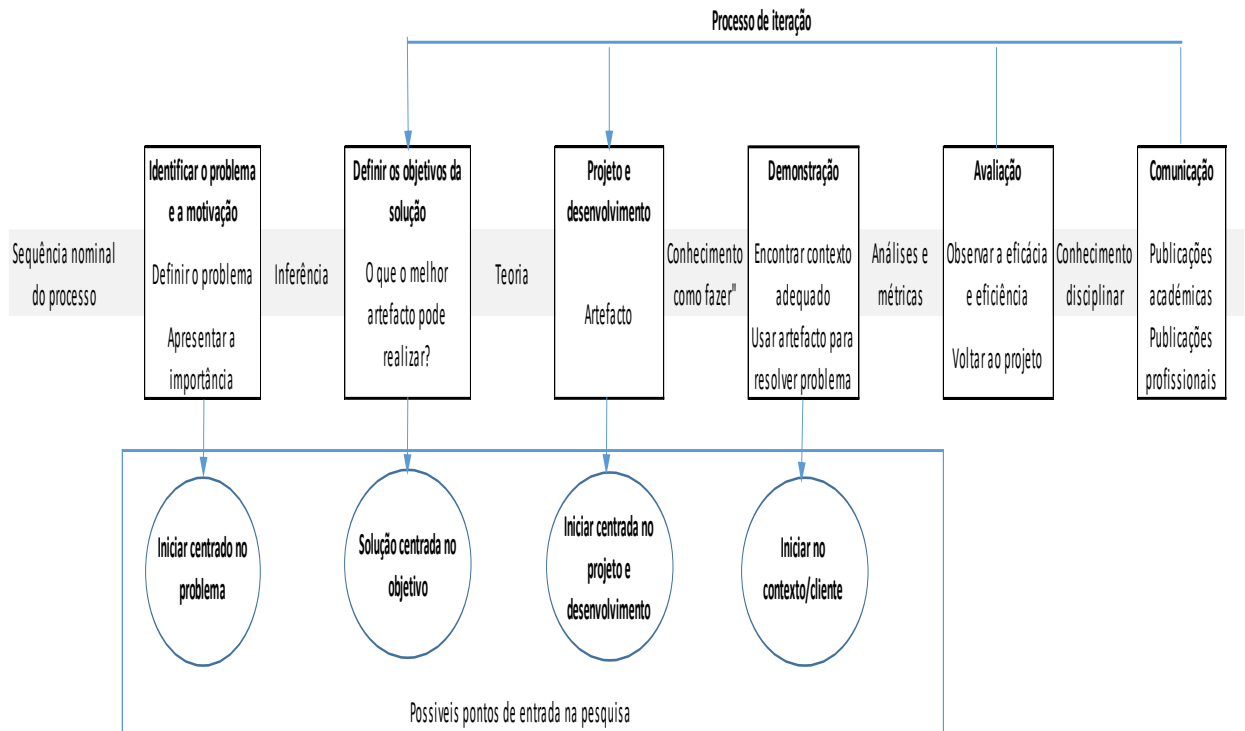 Processo de iteração
Sequência nominal
do processo
Identificar o problema
e a motivação
Definir o problema
Apresentar a
importância
Inferência
Definir os objetivos da
solução
O que o melhor
artefacto pode
realizar?
Teoria
Projeto e
desenvolvimento
Artefacto
Conhecimento
como fazer"
Demonstração
Encontrar contexto
adequado
Usar artefacto para
resolver problema
Análises e
métricas
Avaliação
Observar a eficácia
e eficiência
Voltar ao projeto
Conhecimento
disciplinar
Comunicação
Publicações
académicas
Publicações
profissionais
Iniciar centrado no
problema
Solução centrada no
objetivo
Iniciar centrada no
projeto e
desenvolvimento
Iniciar no
contexto/cliente
Possiveis pontos de entrada na pesquisa